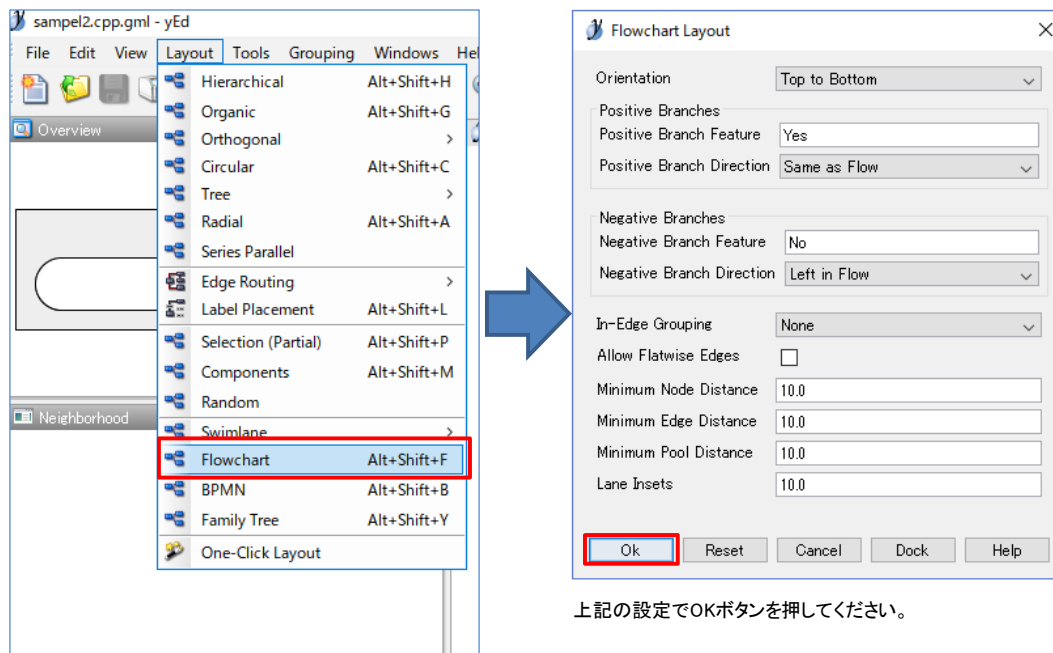 sampel2.cpp.gml - yEd
File Edit View Layout Tools Grouping Windows Hel
Overview
Hierarchical Alt+Shift+H
Organic Alt+Shift+G
Orthogonal >
Circular Alt+Shift+C
Tree >
Radial Alt+Shift+A
Series Parallel
Edge Routing >
Label Placement Alt+Shift+L
Selection (Partial) Alt+Shift+P
Components Alt+Shift+M
Random
Swimlane >
Flowchart Alt+Shift+F
BPMN Alt+Shift+B
Family Tree Alt+Shift+Y
One-Click Layout
Neighborhood
Flowchart Layout
Orientation Top to Bottom
Positive Branches
Positive Branch Feature Yes
Positive Branch Direction Same as Flow
Negative Branches
Negative Branch Feature No
Negative Branch Direction Left in Flow
In-Edge Grouping None
Allow Flatwise Edges
Minimum Node Distance 10.0
Minimum Edge Distance 10.0
Minimum Pool Distance 10.0
Lane Insets 10.0
Ok Reset Cancel Dock Help
上記の設定でOKボタンを押してください。